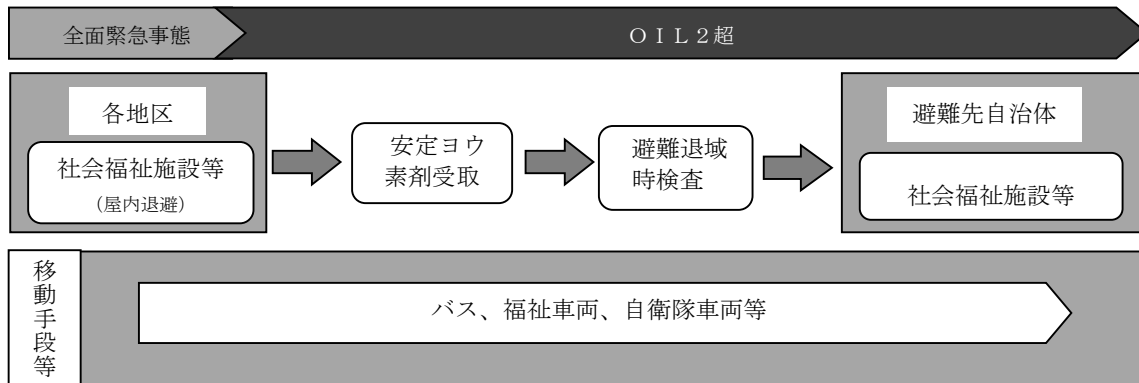 全面緊急事態
ＯＩＬ２超
各地区
社会福祉施設等
（屋内退避）
安定ヨウ
素剤受取
避難退域
時検査
避難先自治体
社会福祉施設等
移動手段等
バス、福祉車両、自衛隊車両等